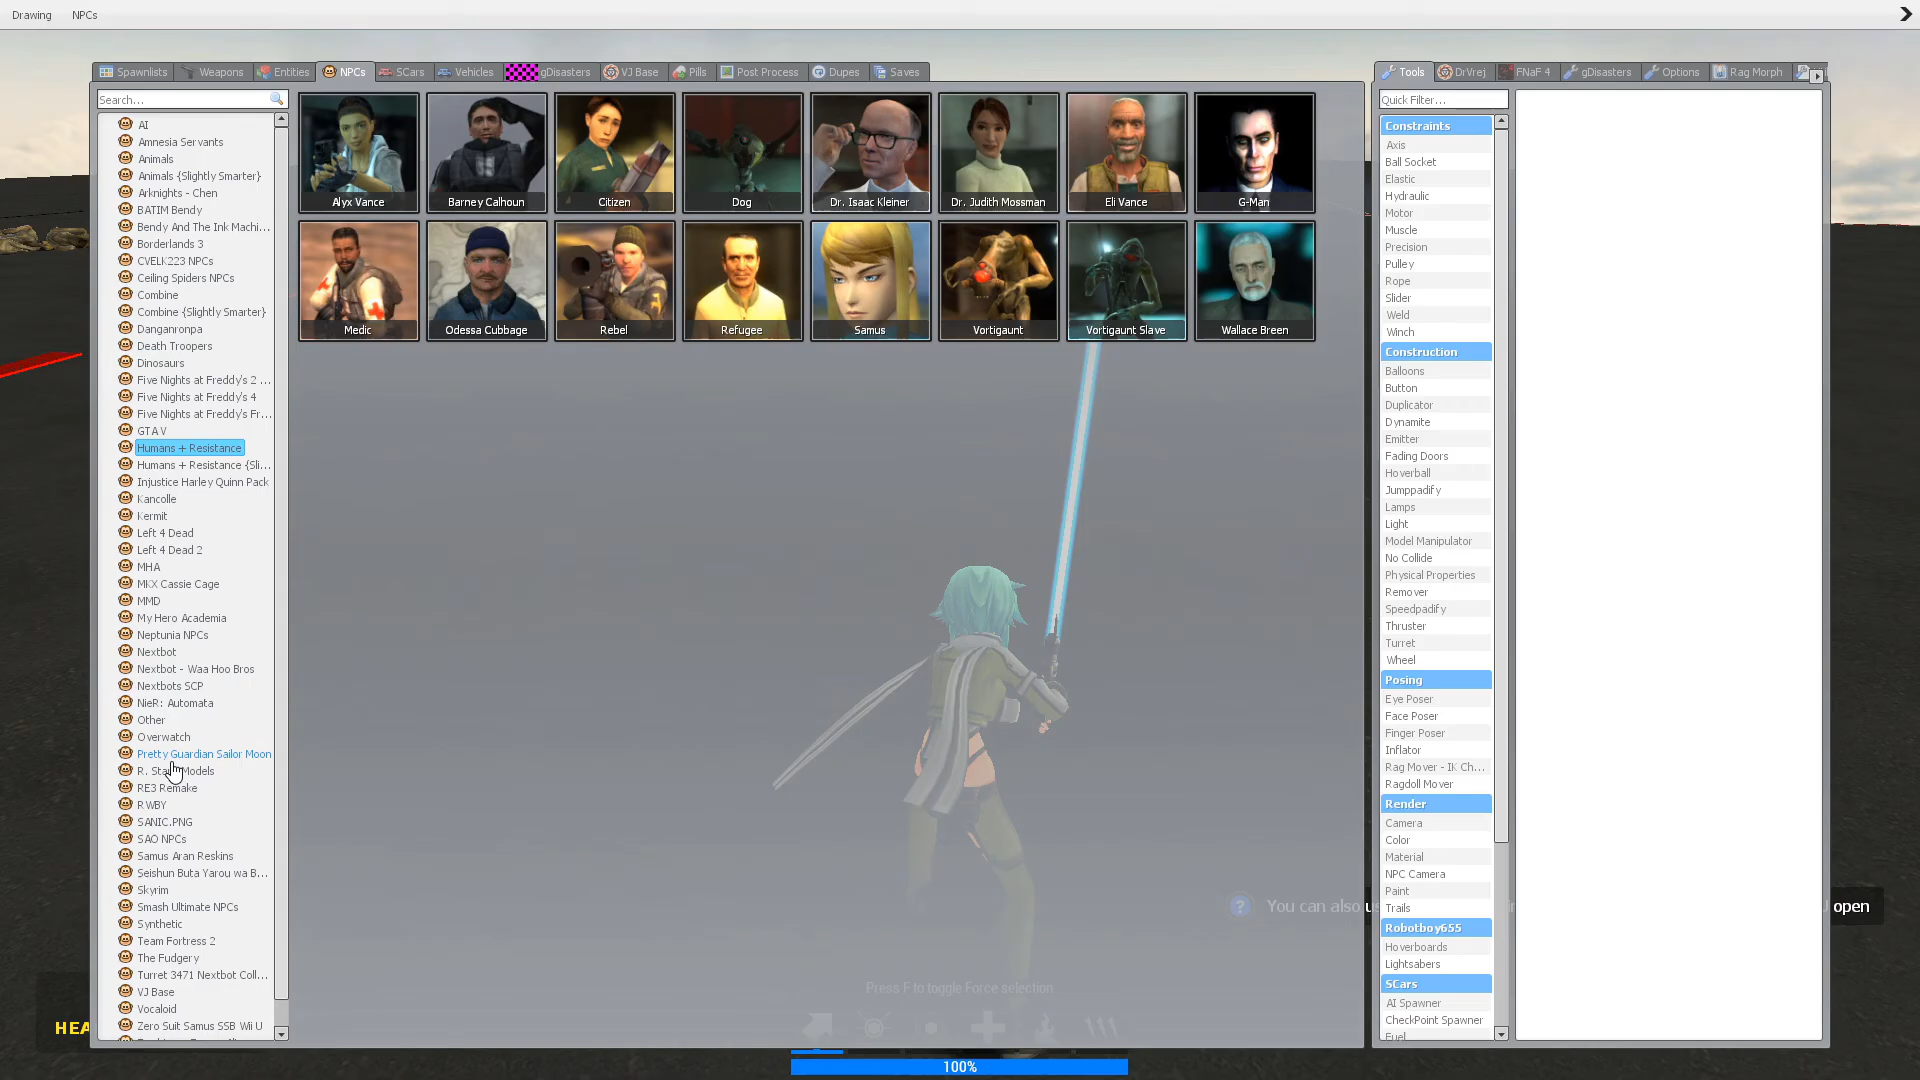 Drawing NPCs
Spawnlists Weapons Entities NPCs SCars Vehicles gDisasters VJ Base Pills Post Process Dupes Saves
Tools DrVrej FNaF 4 gDisasters Options Rag Morph
Search...
AI
Amnesia Servants
Animals
Animals {Slightly Smarter}
Arknights - Chen
BATIM Bendy
Bendy And The Ink Machi...
Borderlands 3
CVELK223 NPCs
Ceiling Spiders NPCs
Combine
Combine {Slightly Smarter}
Danganronpa
Death Troopers
Dinosaurs
Five Nights at Freddy's 2 ...
Five Nights at Freddy's 4
Five Nights at Freddy's Fr...
GTA V
Humans + Resistance
Humans + Resistance {Sli...
Injustice Harley Quinn Pack
Kancolle
Kermit
Left 4 Dead
Left 4 Dead 2
MHA
MKX Cassie Cage
MMD
My Hero Academia
Neptunia NPCs
Nextbot
Nextbot - Waa Hoo Bros
Nextbots SCP
NieR: Automata
Other
Overwatch
Pretty Guardian Sailor Moon
R. Models
RE3 Remake
RWBY
SANIC.PNG
SAO NPCs
Samus Aran Reskins
Seishun Buta Yarou wa B...
Skyrim
Smash Ultimate NPCs
Synthetic
Team Fortress 2
The Fudgery
Turret 3471 Nextbot Coll...
VJ Base
Vocaloid
Zero Suit Samus SSB Wii U
Alyx Vance Barney Calhoun Citizen Dog Dr. Isaac Kleiner Dr. Judith Mossman Eli Vance G-Man
Medic Odessa Cubbage Rebel Refugee Samus Vortigaunt Vortigaunt Slave Wallace Breen
You can also us
open
Press F to toggle Force selection
HEA
100%
Quick Filter...
Constraints
Axis
Ball Socket
Elastic
Hydraulic
Motor
Muscle
Precision
Pulley
Rope
Slider
Weld
Winch
Construction
Balloons
Button
Duplicator
Dynamite
Emitter
Fading Doors
Hoverball
Jumppadify
Lamps
Light
Model Manipulator
No Collide
Physical Properties
Remover
Speedpadify
Thruster
Turret
Wheel
Posing
Eye Poser
Face Poser
Finger Poser
Inflator
Rag Mover - IK Ch...
Ragdoll Mover
Render
Camera
Color
Material
NPC Camera
Paint
Trails
Robotboy655
Hoverboards
Lightsabers
SCars
AI Spawner
CheckPoint Spawner
Fuel